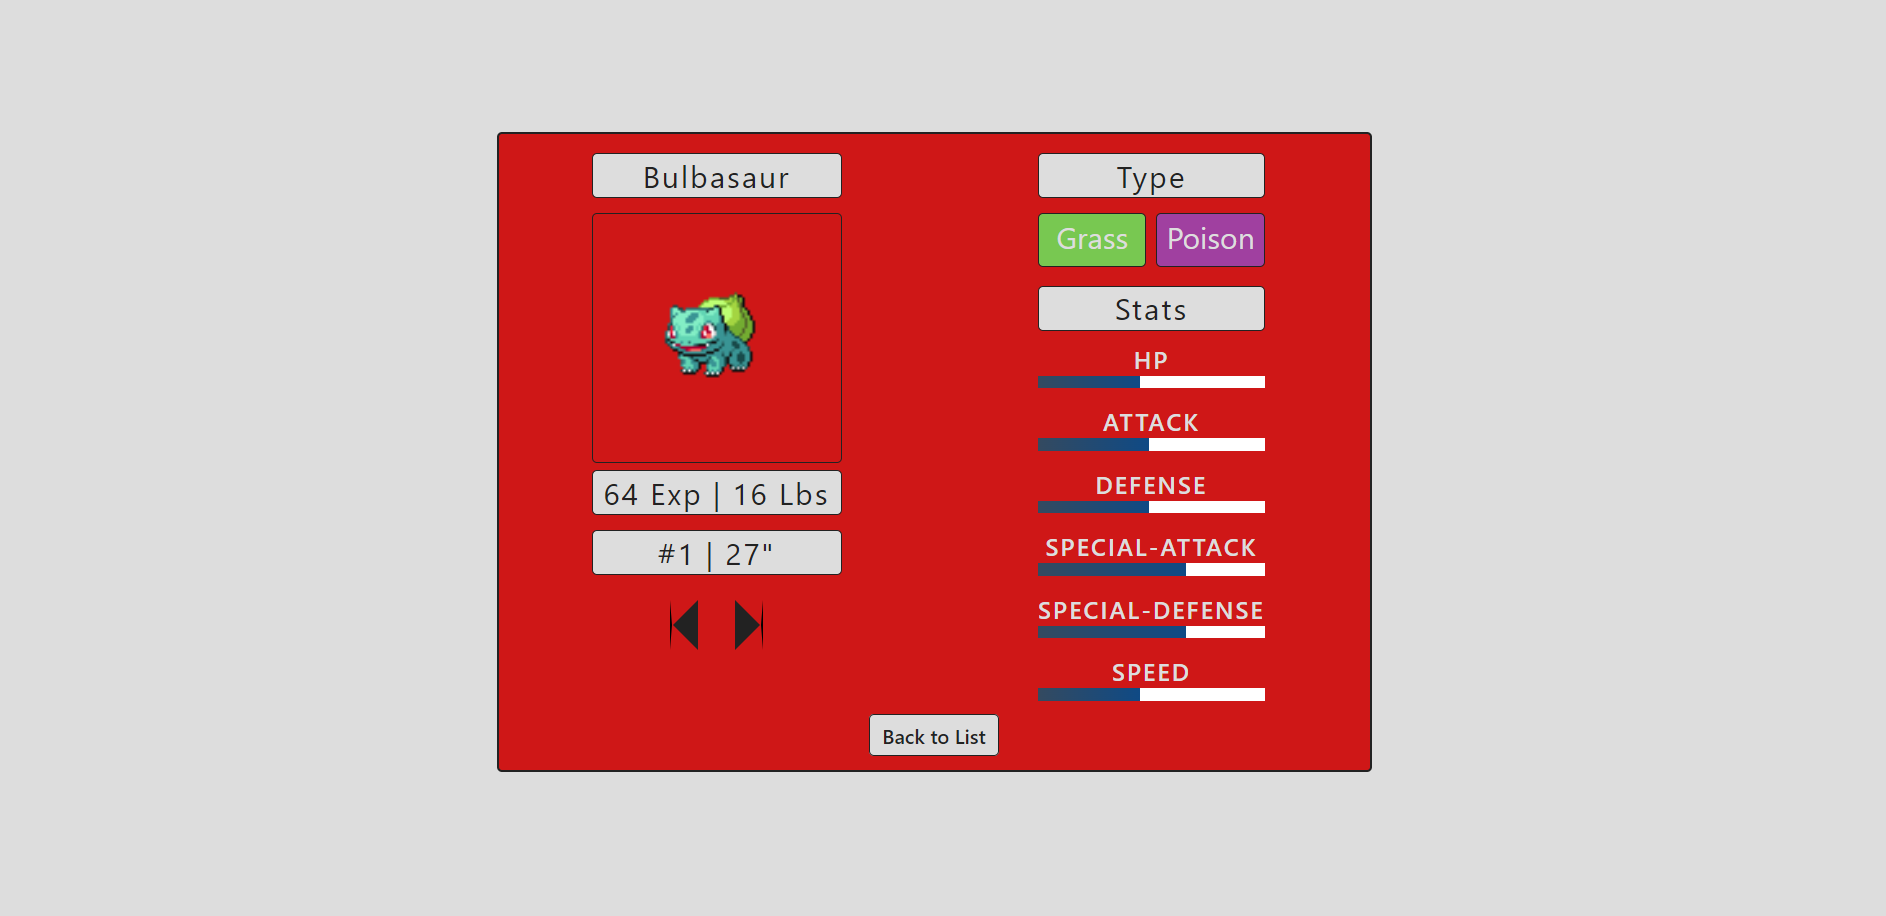 Bulbasaur
64 Exp | 16 Lbs
#1 | 27"
Type
Grass Poison
Stats
HP
ATTACK
DEFENSE
SPECIAL-ATTACK
SPECIAL-DEFENSE
SPEED
Back to List